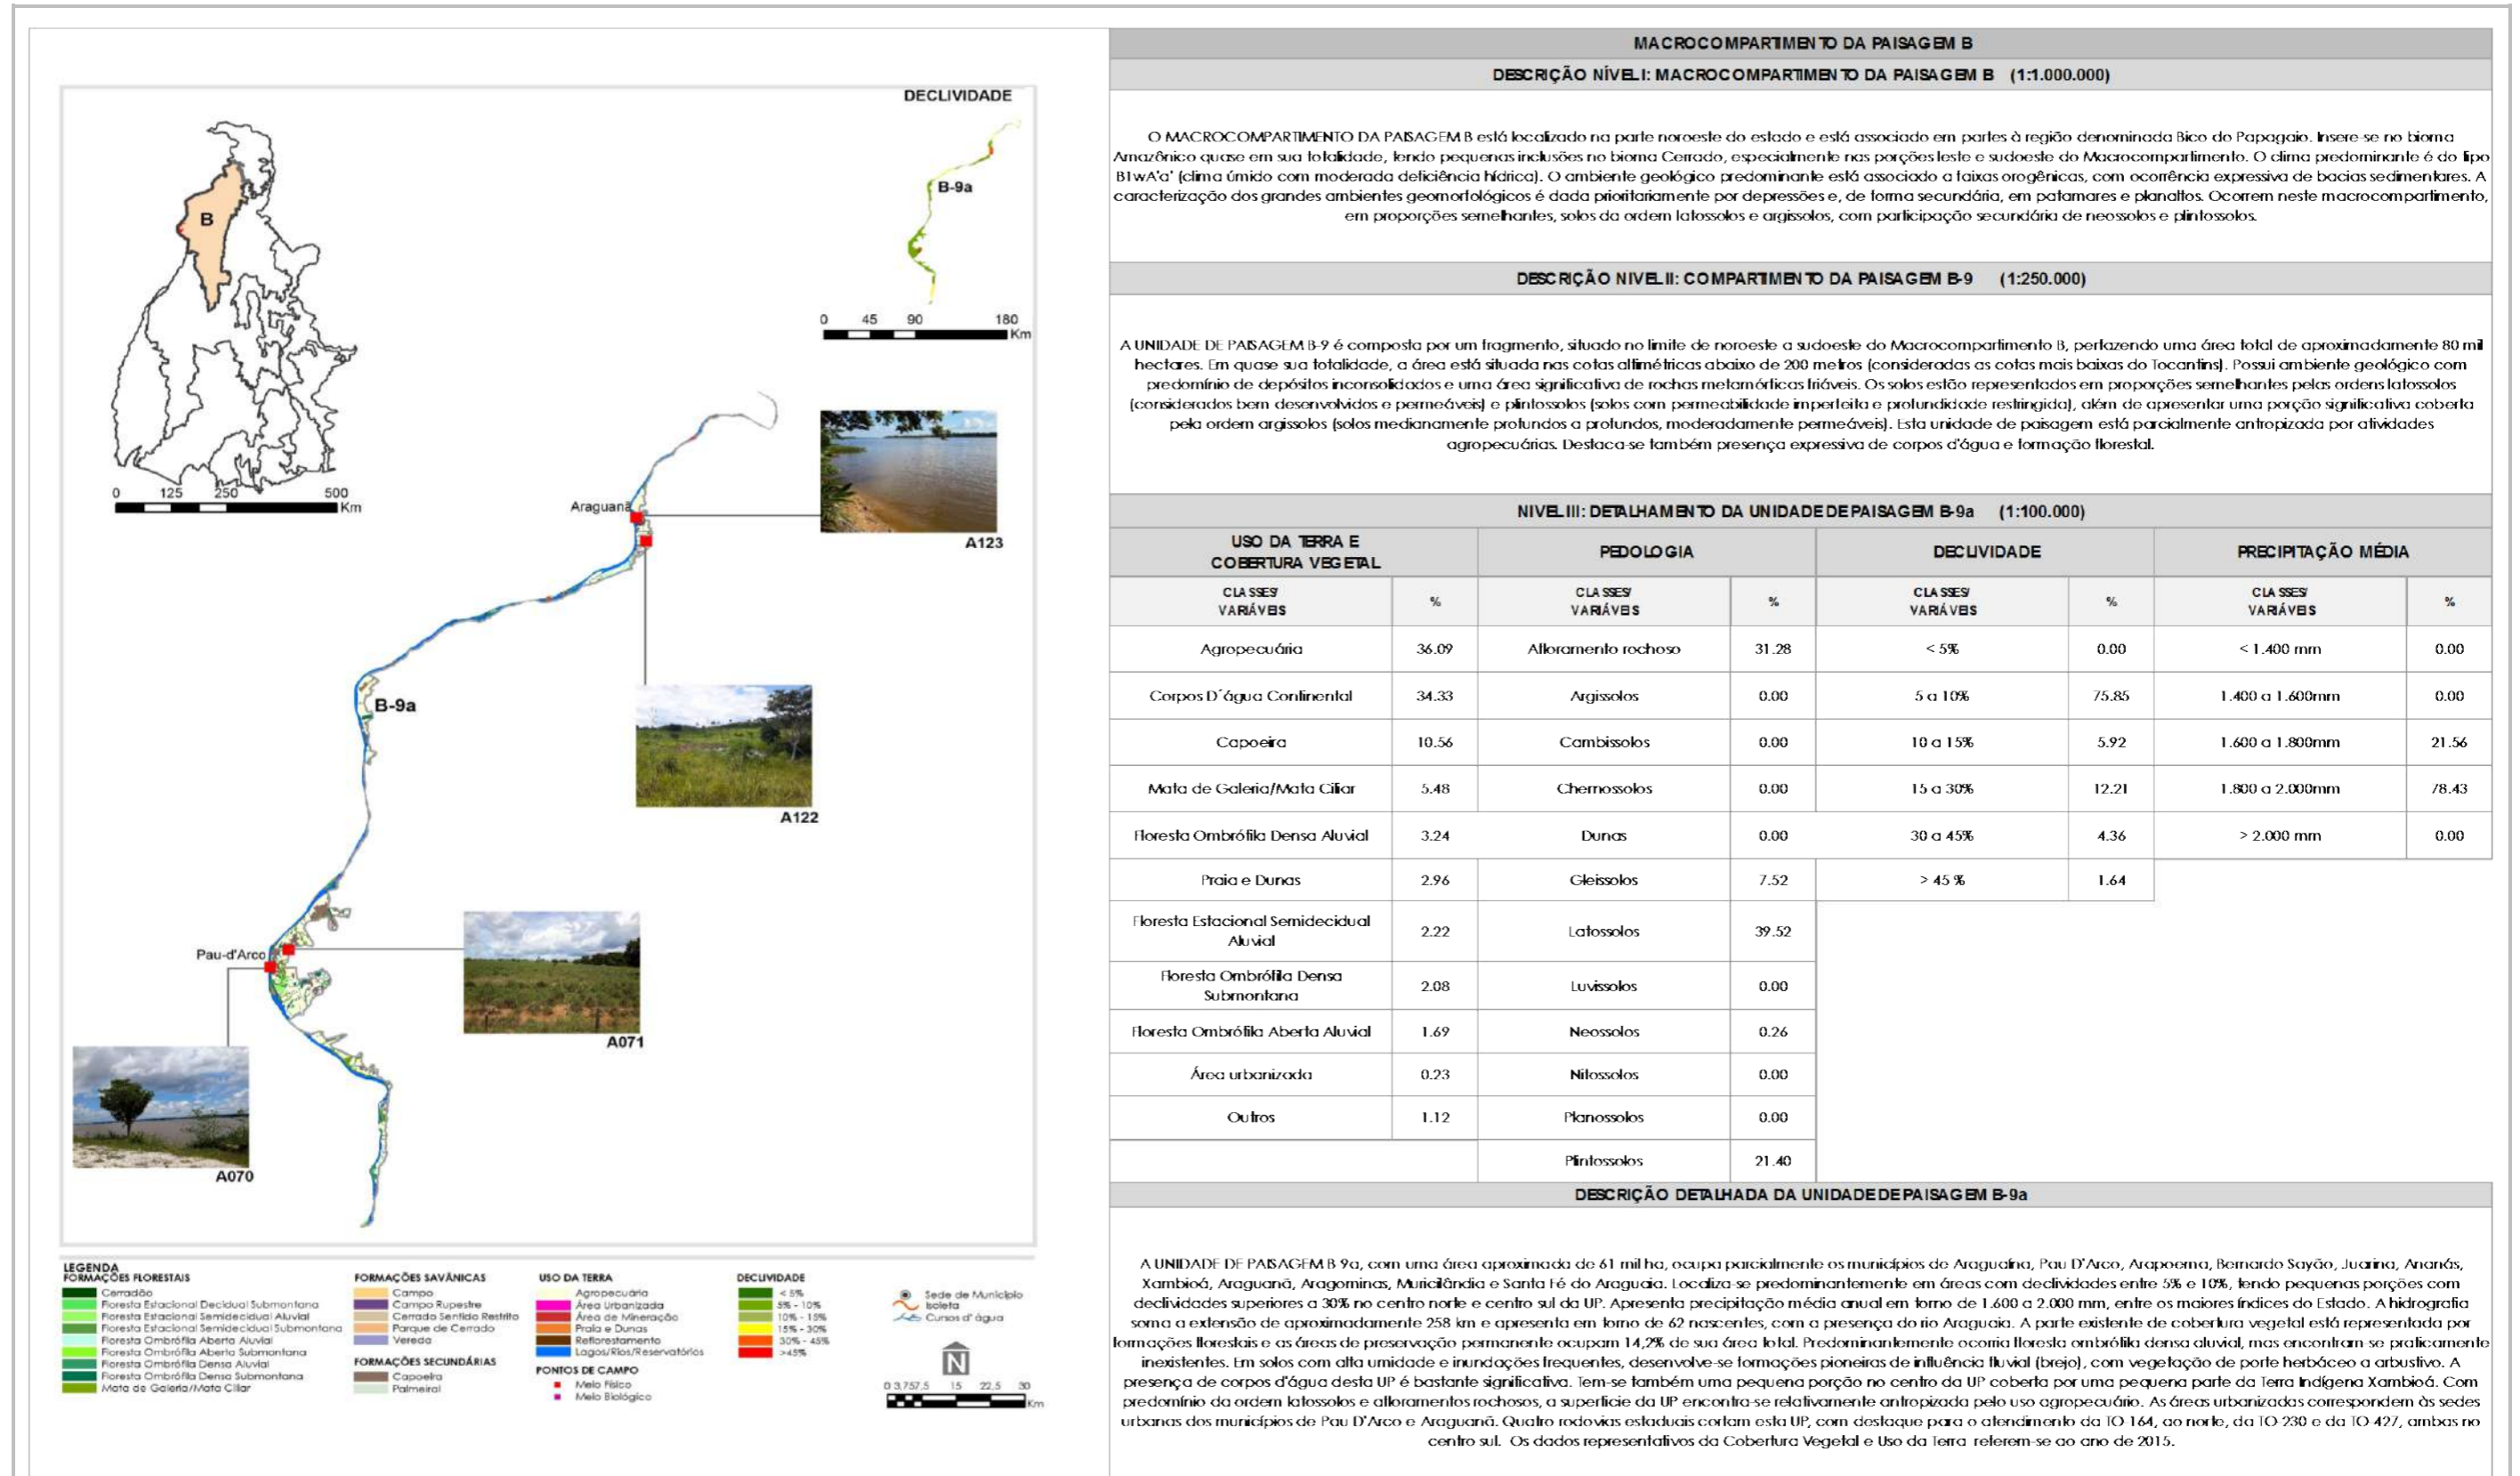 DECLIVIDADE
B
B-9a
0 45 90 180
Km
0 125 250 500
Km
Araguanã
A123
B-9a
A122
Pau-d'Arco
A071
A070
LEGENDA
FORMAÇÕES FLORESTAIS
Cerradão
Floresta Estacional Decidual Submontana
Floresta Estacional Semidecidual Aluvial
Floresta Estacional Semidecidual Submontana
Floresta Ombrófila Aberta Aluvial
Floresta Ombrófila Aberta Submontana
Floresta Ombrófila Densa Aluvial
Floresta Ombrófila Densa Submontana
Mata de Galeria/Mata Ciliar
FORMAÇÕES SAVÂNICAS
Campo
Campo Rupestre
Cerrado Sentido Restrito
Parque de Cerrado
Vereda
FORMAÇÕES SECUNDÁRIAS
Capoeira
Palmeiral
USO DA TERRA
Agropecuária
Área Urbanizada
Área de Mineração
Praia e Dunas
Reflorestamento
Lagos/Rios/Reservatórios
PONTOS DE CAMPO
Meio Físico
Meio Biológico
DECLIVIDADE
< 5%
5% - 10%
10% - 15%
15% - 30%
30% - 45%
>45%
Sede de Município
Isoleta
Cursos d' água
N
0 3,757,5 15 22,5 30
Km
MACROCOMPARTIMENTO DA PAISAGEM B
DESCRIÇÃO NÍVEL I: MACROCOMPARTIMENTO DA PAISAGEM B (1:1.000.000)
O MACROCOMPARTIMENTO DA PAISAGEM B está localizado na parte noroeste do estado e está associado em partes à região denominada Bico do Papagaio. Insere-se no bioma
Amazônico quase em sua totalidade, tendo pequenas inclusões no bioma Cerrado, especialmente nas porções leste e sudoeste do Macrocompartimento. O clima predominante é do tipo
B1wA'a' (clima úmido com moderada deficiência hídrica). O ambiente geológico predominante está associado a faixas orogênicas, com ocorrência expressiva de bacias sedimentares. A
caracterização dos grandes ambientes geomorfológicos é dada prioritariamente por depressões e, de forma secundária, em patamares e planaltos. Ocorrem neste macrocompartimento,
em proporções semelhantes, solos da ordem latossolos e argissolos, com participação secundária de neossolos e plintossolos.
DESCRIÇÃO NIVEL II: COMPARTIMENTO DA PAISAGEM B-9 (1:250.000)
A UNIDADE DE PAISAGEM B-9 é composta por um fragmento, situado no limite de noroeste a sudoeste do Macrocompartimento B, perfazendo uma área total de aproximadamente 80 mil
hectares. Em quase sua totalidade, a área está situada nas cotas altimétricas abaixo de 200 metros (consideradas as cotas mais baixas do Tocantins). Possui ambiente geológico com
predomínio de depósitos inconsolidados e uma área significativa de rochas metamórficas friáveis. Os solos estão representados em proporções semelhantes pelas ordens latossolos
(considerados bem desenvolvidos e permeáveis) e plintossolos (solos com permeabilidade imperfeita e profundidade restringida), além de apresentar uma porção significativa coberta
pela ordem argissolos (solos medianamente profundos a profundos, moderadamente permeáveis). Esta unidade de paisagem está parcialmente antropizada por atividades
agropecuárias. Destaca-se também presença expressiva de corpos d'água e formação florestal.
NIVEL III: DETALHAMENTO DA UNIDADE DE PAISAGEM B-9a (1:100.000)
USO DA TERRA E
COBERTURA VEGETAL
PEDOLOGIA
DECLIVIDADE
PRECIPITAÇÃO MÉDIA
CLASSES/ VARIÁVEIS % CLASSES/ VARIÁVEIS % CLASSES/ VARIÁVEIS % CLASSES/ VARIÁVEIS %
Agropecuária 36.09 Afloramento rochoso 31.28 < 5% 0.00 < 1.400 mm 0.00
Corpos D´água Continental 34.33 Argissolos 0.00 5 a 10% 75.85 1.400 a 1.600mm 0.00
Capoeira 10.56 Cambissolos 0.00 10 a 15% 5.92 1.600 a 1.800mm 21.56
Mata de Galeria/Mata Ciliar 5.48 Chernossolos 0.00 15 a 30% 12.21 1.800 a 2.000mm 78.43
Floresta Ombrófila Densa Aluvial 3.24 Dunas 0.00 30 a 45% 4.36 > 2.000 mm 0.00
Praia e Dunas 2.96 Gleissolos 7.52 > 45 % 1.64
Floresta Estacional Semidecidual
Aluvial 2.22 Latossolos 39.52
Floresta Ombrófila Densa
Submontana 2.08 Luvissolos 0.00
Floresta Ombrófila Aberta Aluvial 1.69 Neossolos 0.26
Área urbanizada 0.23 Nitossolos 0.00
Outros 1.12 Planossolos 0.00
Plintossolos 21.40
DESCRIÇÃO DETALHADA DA UNIDADE DE PAISAGEM B-9a
A UNIDADE DE PAISAGEM B 9a, com uma área aproximada de 61 mil ha, ocupa parcialmente os municípios de Araguaína, Pau D'Arco, Arapoema, Bernardo Sayão, Juarina, Ananás,
Xambioá, Araguanã, Aragominas, Muricilândia e Santa Fé do Araguaia. Localiza-se predominantemente em áreas com declividades entre 5% e 10%, tendo pequenas porções com
declividades superiores a 30% no centro norte e centro sul da UP. Apresenta precipitação média anual em torno de 1.600 a 2.000 mm, entre os maiores índices do Estado. A hidrografia
soma a extensão de aproximadamente 258 km e apresenta em torno de 62 nascentes, com a presença do rio Araguaia. A parte existente de cobertura vegetal está representada por
formações florestais e as áreas de preservação permanente ocupam 14,2% de sua área total. Predominantemente ocorria floresta ombrófila densa aluvial, mas encontram-se praticamente
inexistentes. Em solos com alta umidade e inundações frequentes, desenvolve-se formações pioneiras de influência fluvial (brejo), com vegetação de porte herbáceo a arbustivo. A
presença de corpos d'água desta UP é bastante significativa. Tem-se também uma pequena porção no centro da UP coberta por uma pequena parte da Terra Indígena Xambioá. Com
predomínio da ordem latossolos e afloramentos rochosos, a superfície da UP encontra-se relativamente antropizada pelo uso agropecuário. As áreas urbanizadas correspondem às sedes
urbanas dos municípios de Pau D'Arco e Araguanã. Quatro rodovias estaduais cortam esta UP, com destaque para o atendimento da TO 164, ao norte, da TO 230 e da TO 427, ambas no
centro sul. Os dados representativos da Cobertura Vegetal e Uso da Terra referem-se ao ano de 2015.